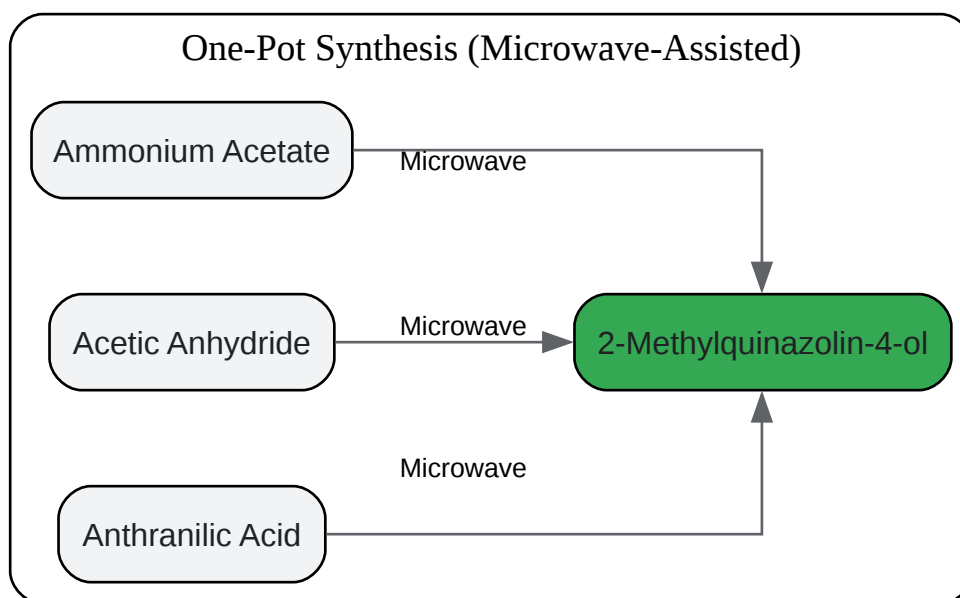 One-Pot Synthesis (Microwave-Assisted)
Ammonium Acetate
Microwave
Acetic Anhydride
Microwave
2-Methylquinazolin-4-ol
Microwave
Anthranilic Acid